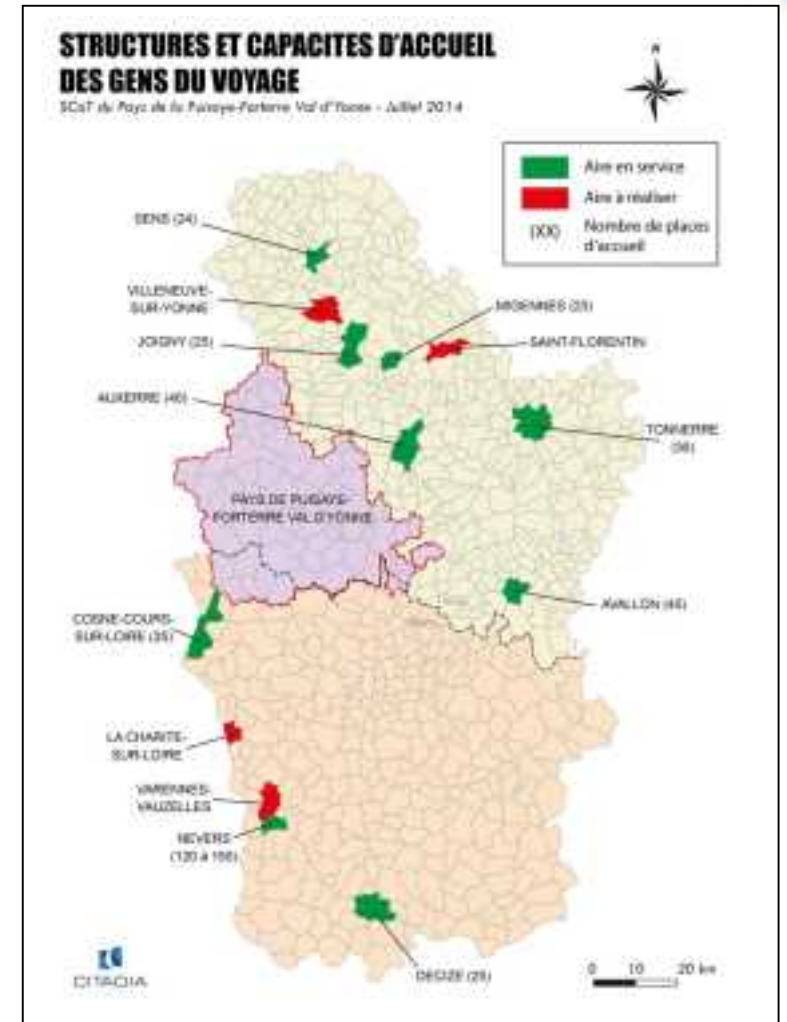 STRUCTURES ET CAPACITES D'ACCUEIL
DES GENS DU VOYAGE
SCoT du Pays de la Puisaye-Forterre Val d'Yonne - Juillet 2014
N
Aire en service
Aire à réaliser
(XX) Nombre de places
d'accueil
SENS (24)
VILLENEUVE-
SUR-YONNE
MIGENNES (25)
JOIGNY (25)
SAINT-FLORENTIN
AUXERRE (40)
TONNERRE
PAYS DE PUISAYE-
FORTERRE VAL D'YONNE
AVALLON
COSNE-COURS-
SUR-LOIRE (35)
LA CHARITE-
SUR-LOIRE
VARENNES-
VAUZELLES
NEVERS
(120 à 150)
DECIZE (25)
CITADIA
0 10 20 km